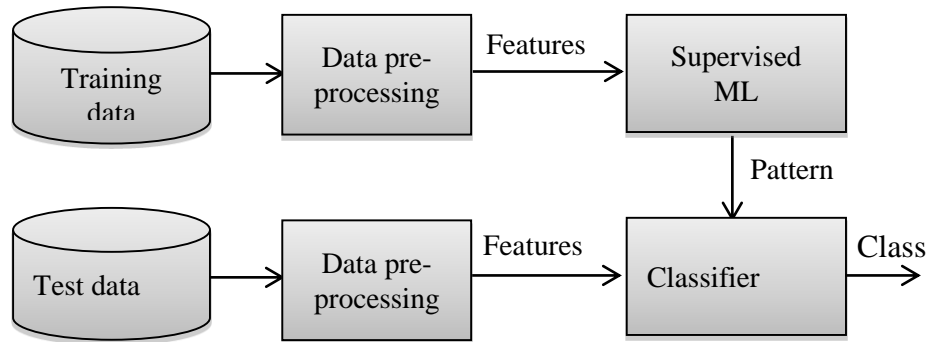 Training
data
Data pre-
processing
Features
Supervised
ML
Pattern
Test data
Data pre-
processing
Features
Classifier
Class